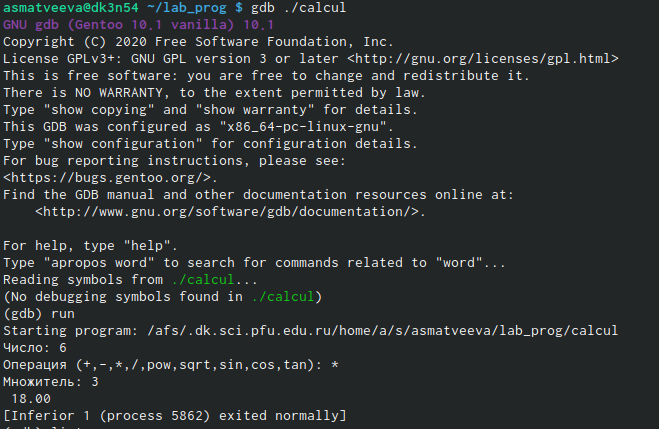 asmatveeva@dk3n54 ~/lab_prog $ gdb ./calcul
GNU gdb (Gentoo 10.1 vanilla) 10.1
Copyright (C) 2020 Free Software Foundation, Inc.
License GPLv3+: GNU GPL version 3 or later <http://gnu.org/licenses/gpl.html>
This is free software: you are free to change and redistribute it.
There is NO WARRANTY, to the extent permitted by law.
Type "show copying" and "show warranty" for details.
This GDB was configured as "x86_64-pc-linux-gnu".
Type "show configuration" for configuration details.
For bug reporting instructions, please see:
<https://bugs.gentoo.org/>.
Find the GDB manual and other documentation resources online at:
    <http://www.gnu.org/software/gdb/documentation/>.

For help, type "help".
Type "apropos word" to search for commands related to "word"...
Reading symbols from ./calcul...
(No debugging symbols found in ./calcul)
(gdb) run
Starting program: /afs/.dk.sci.pfu.edu.ru/home/a/s/asmatveeva/lab_prog/calcul
Число: 6
Операция (+,-,*,/,pow,sqrt,sin,cos,tan): *
Множитель: 3
 18.00
[Inferior 1 (process 5862) exited normally]